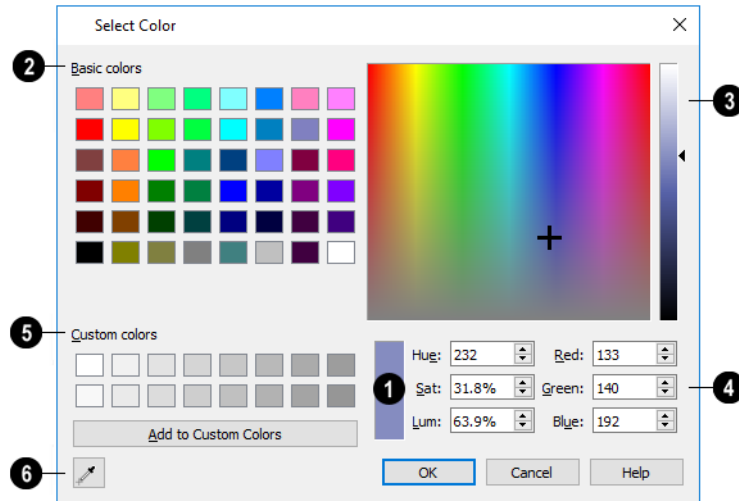 Select Color
2 Basic colors
3
5 Custom colors
1
Hue: 232 Red: 133
Sat: 31.8% Green: 140 4
Lum: 63.9% Blue: 192
Add to Custom Colors
6
OK Cancel Help